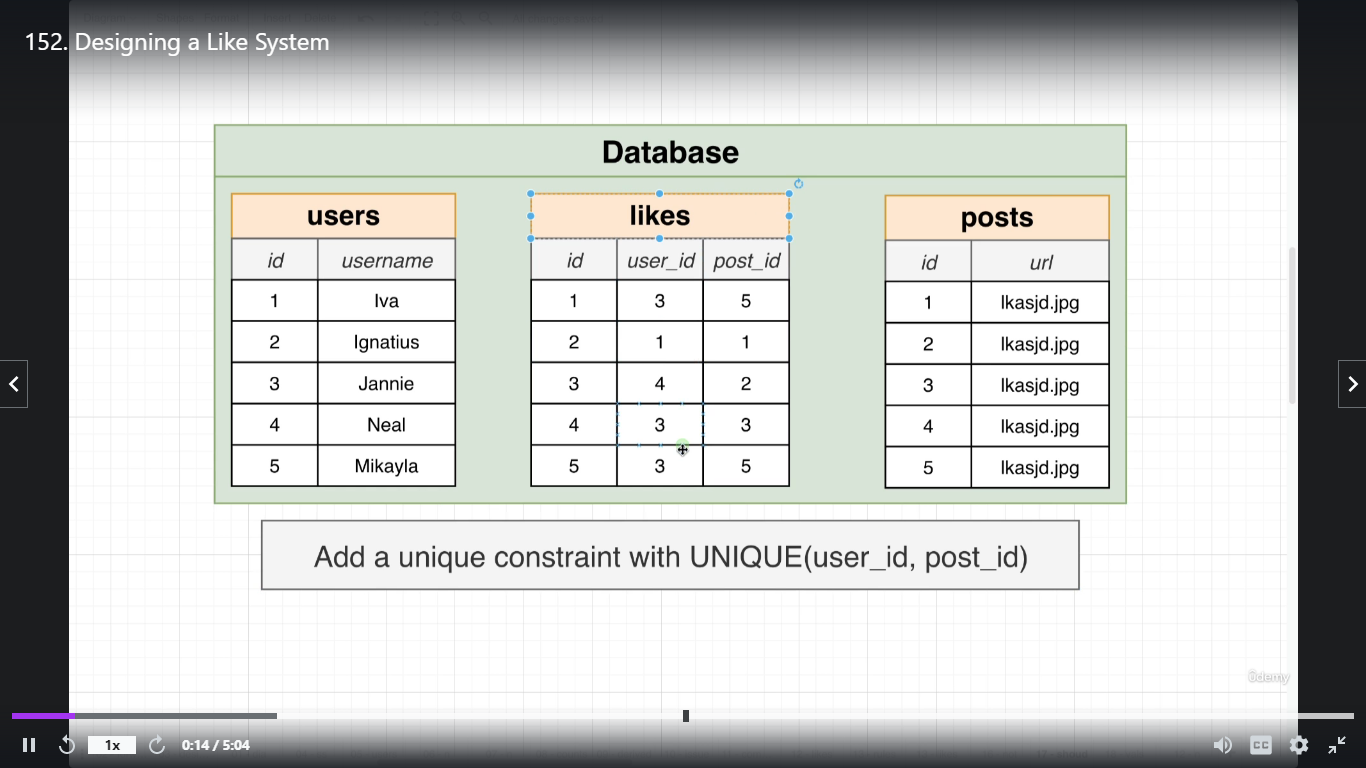 152. Designing a Like System
Database
users
likes
posts
id username
id user_id post_id
id url
1 Iva
1 3 5
1 lkasjd.jpg
2 Ignatius
2 1 1
2 lkasjd.jpg
3 Jannie
3 4 2
3 lkasjd.jpg
4 Neal
4 3 3
4 lkasjd.jpg
5 Mikayla
5 3 5
5 lkasjd.jpg
Add a unique constraint with UNIQUE(user_id, post_id)
ûdemy
1x
0:14 / 5:04
CC